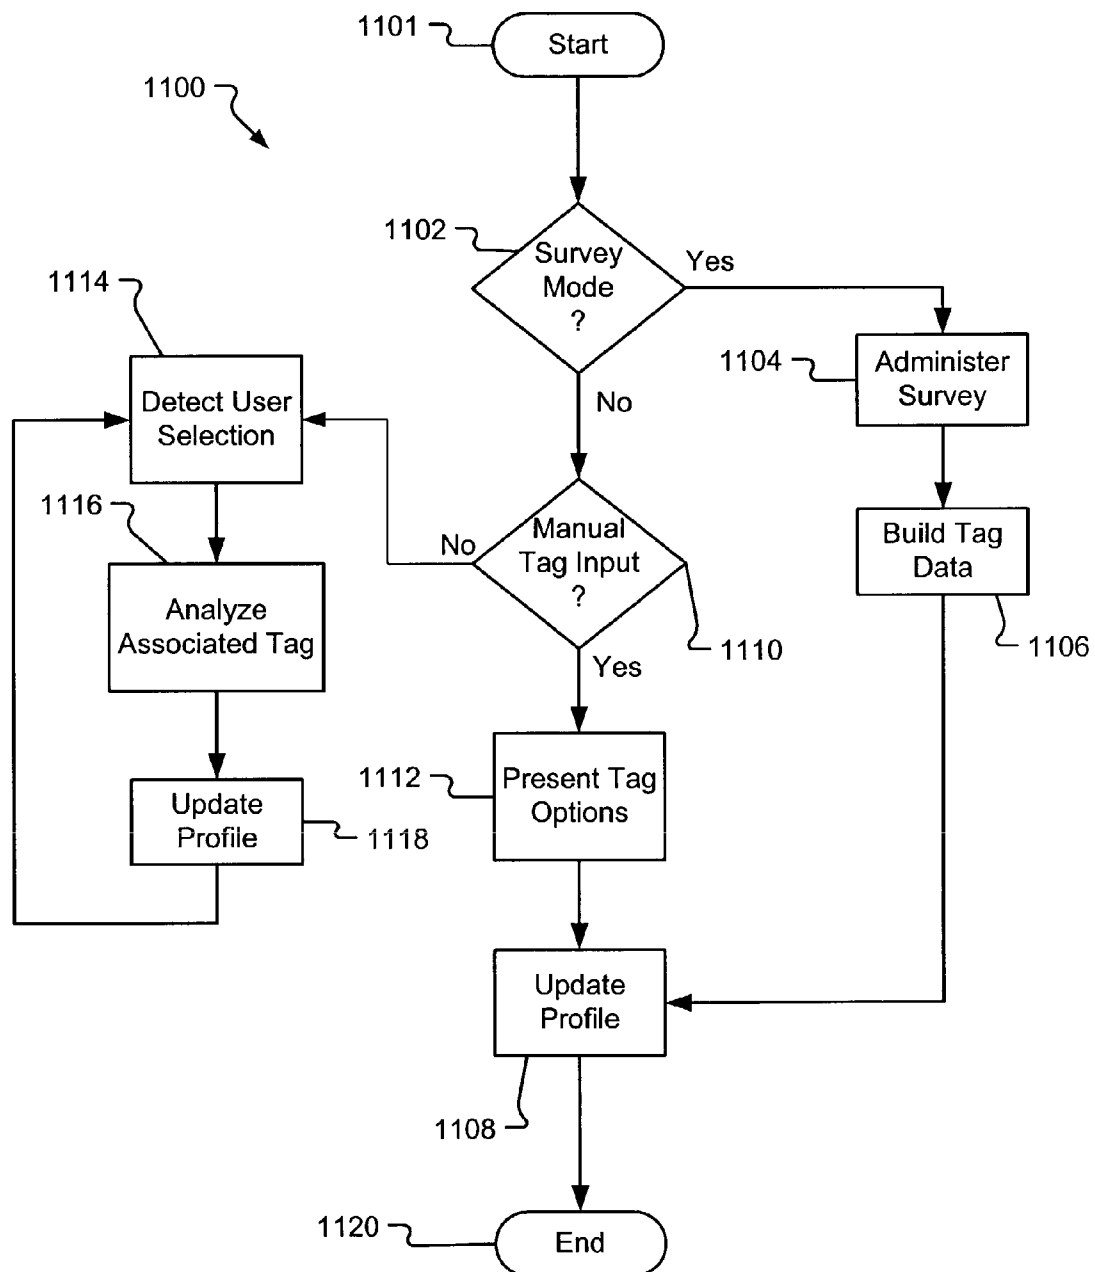 1101
Start
1100
1102
Survey
Mode
?
Yes
No
1114
Detect User
Selection
1104
Administer
Survey
1116
Analyze
Associated Tag
No
Manual
Tag Input
?
1110
Yes
Build Tag
Data
1106
1112
Present Tag
Options
Update
Profile
1118
Update
Profile
1108
1120
End